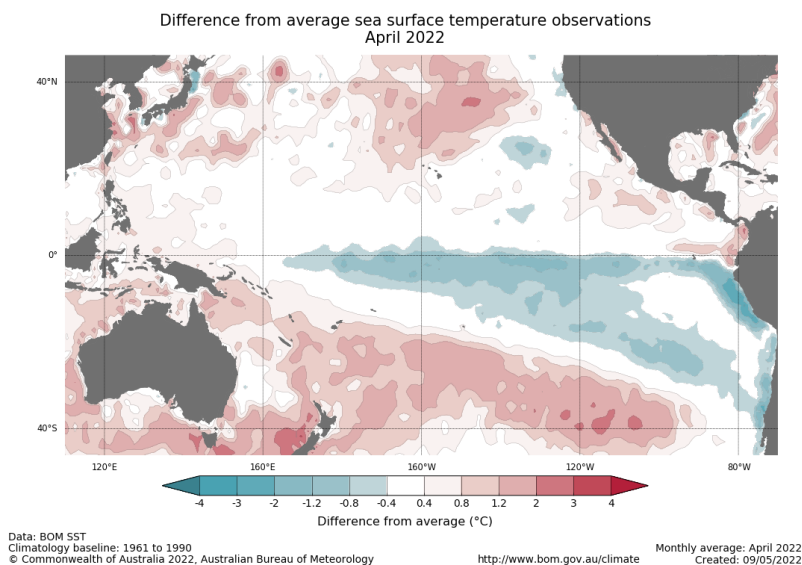 Difference from average sea surface temperature observations
April 2022
40°N
0°
40°S
120°E 160°E 160°W 120°W 80°W
-4 -3 -2 -1.2 -0.8 -0.4 0.4 0.8 1.2 2 3 4
Difference from average (°C)
Data: BOM SST
Climatology baseline: 1961 to 1990
© Commonwealth of Australia 2022, Australian Bureau of Meteorology
http://www.bom.gov.au/climate
Monthly average: April 2022
Created: 09/05/2022